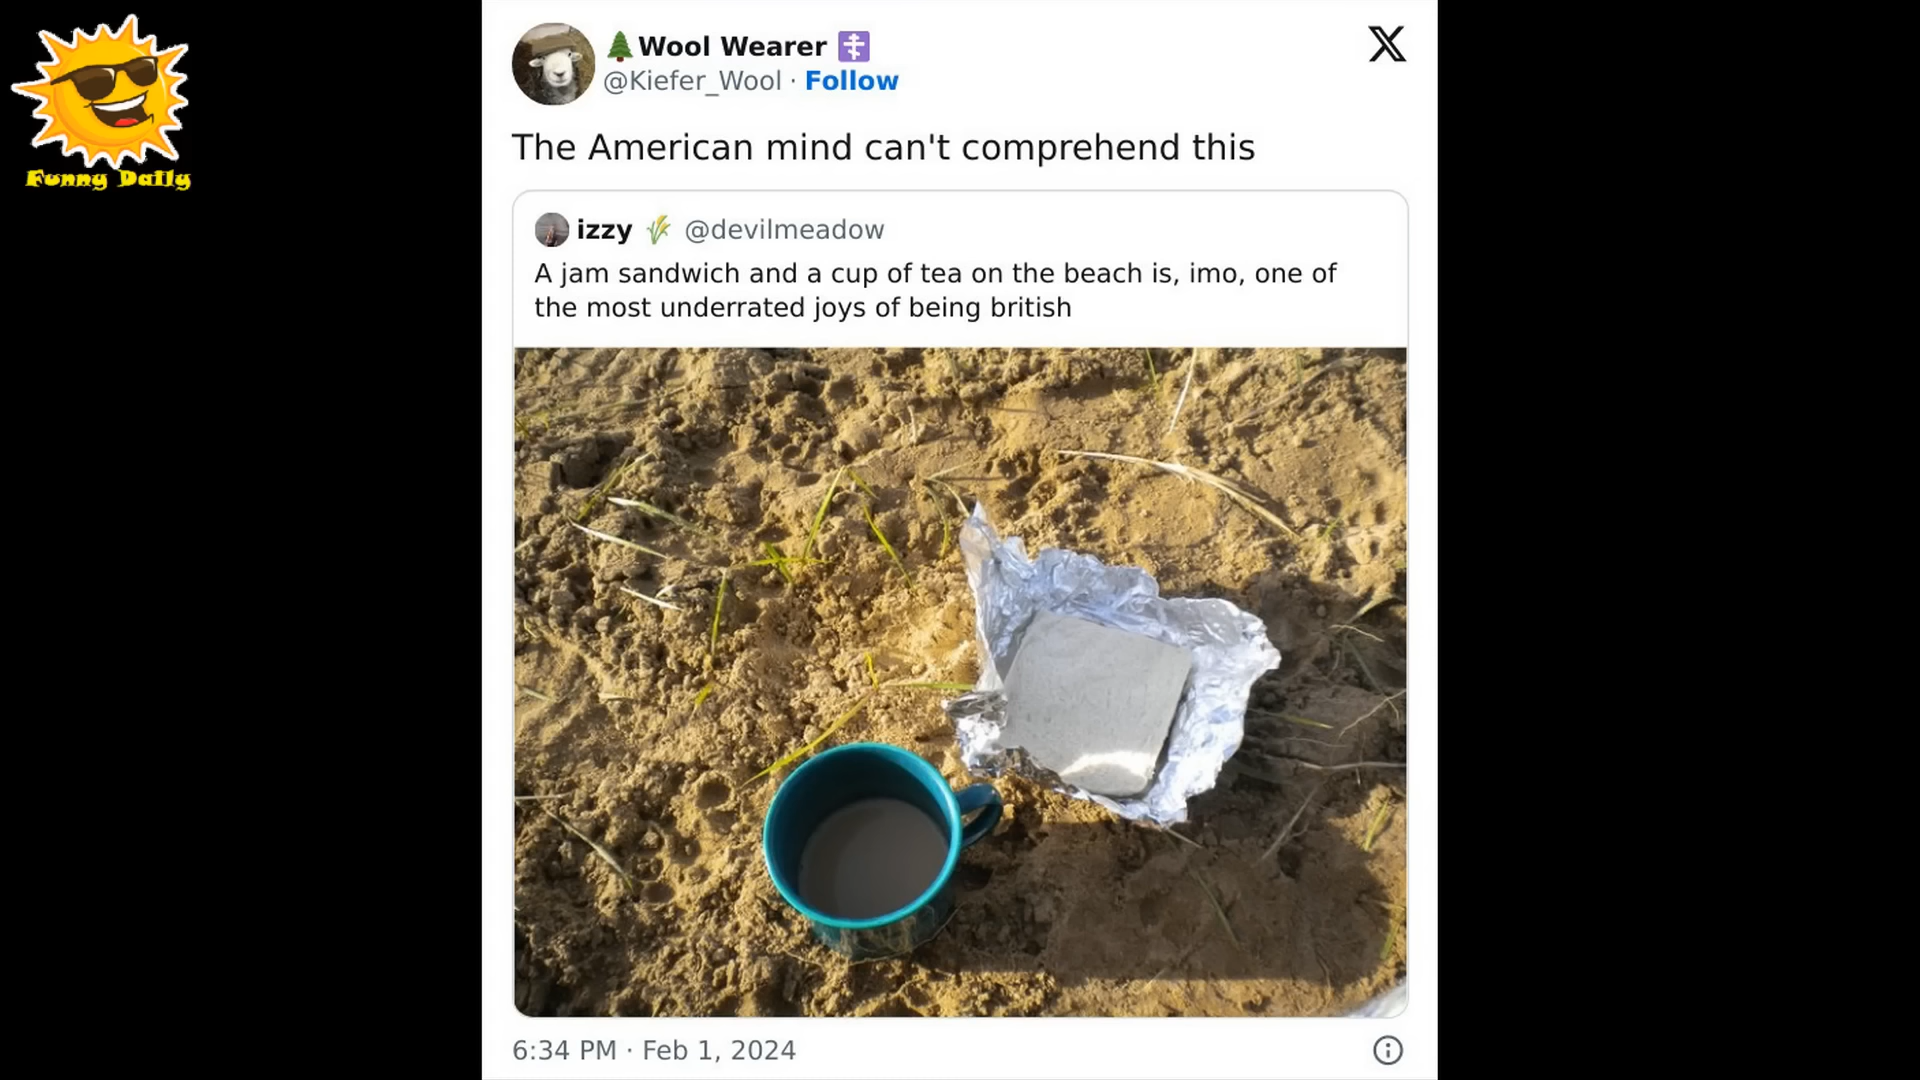 Funny Daily
Wool Wearer
@Kiefer_Wool · Follow
The American mind can't comprehend this
izzy @devilmeadow
A jam sandwich and a cup of tea on the beach is, imo, one of
the most underrated joys of being british
6:34 PM · Feb 1, 2024